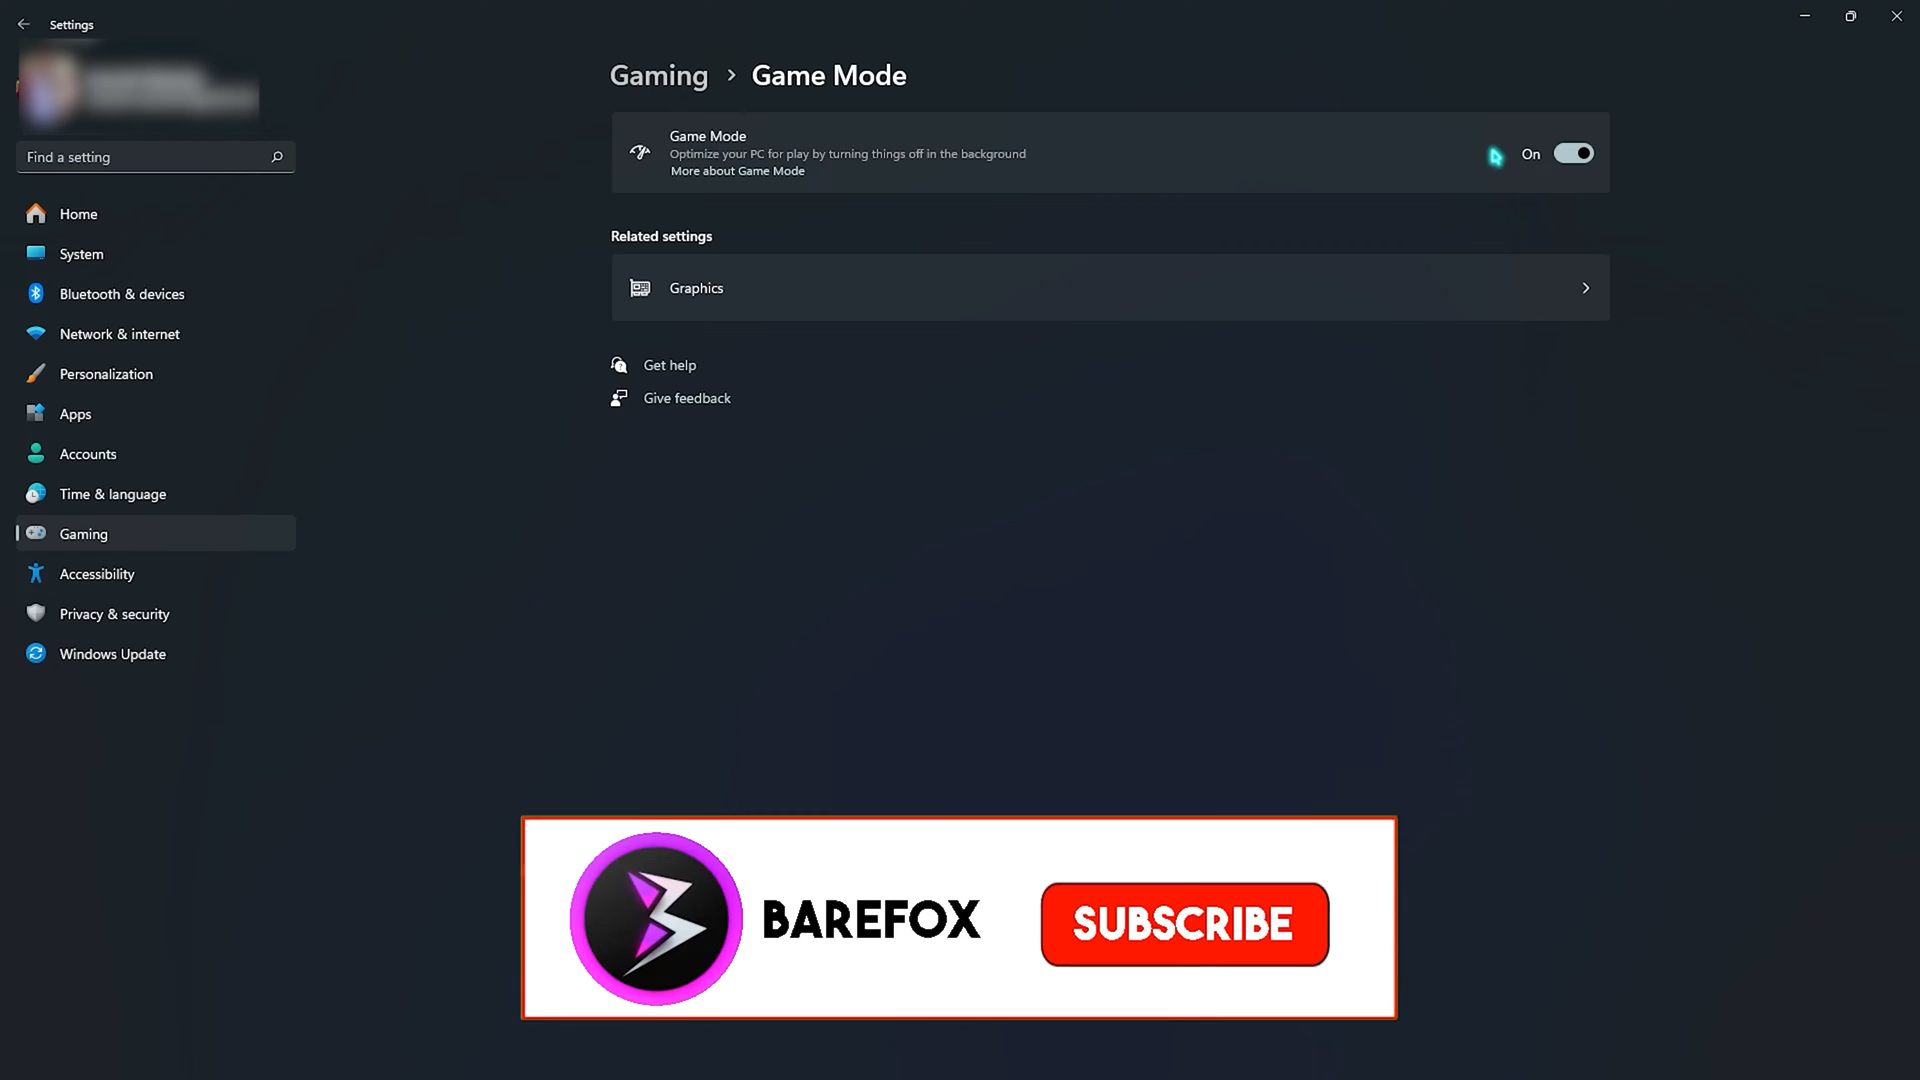 Settings
Find a setting
Home
System
Bluetooth & devices
Network & internet
Personalization
Apps
Accounts
Time & language
Gaming
Accessibility
Privacy & security
Windows Update
Gaming > Game Mode
Game Mode
Optimize your PC for play by turning things off in the background
More about Game Mode
On
Related settings
Graphics
Get help
Give feedback
BAREFOX
SUBSCRIBE